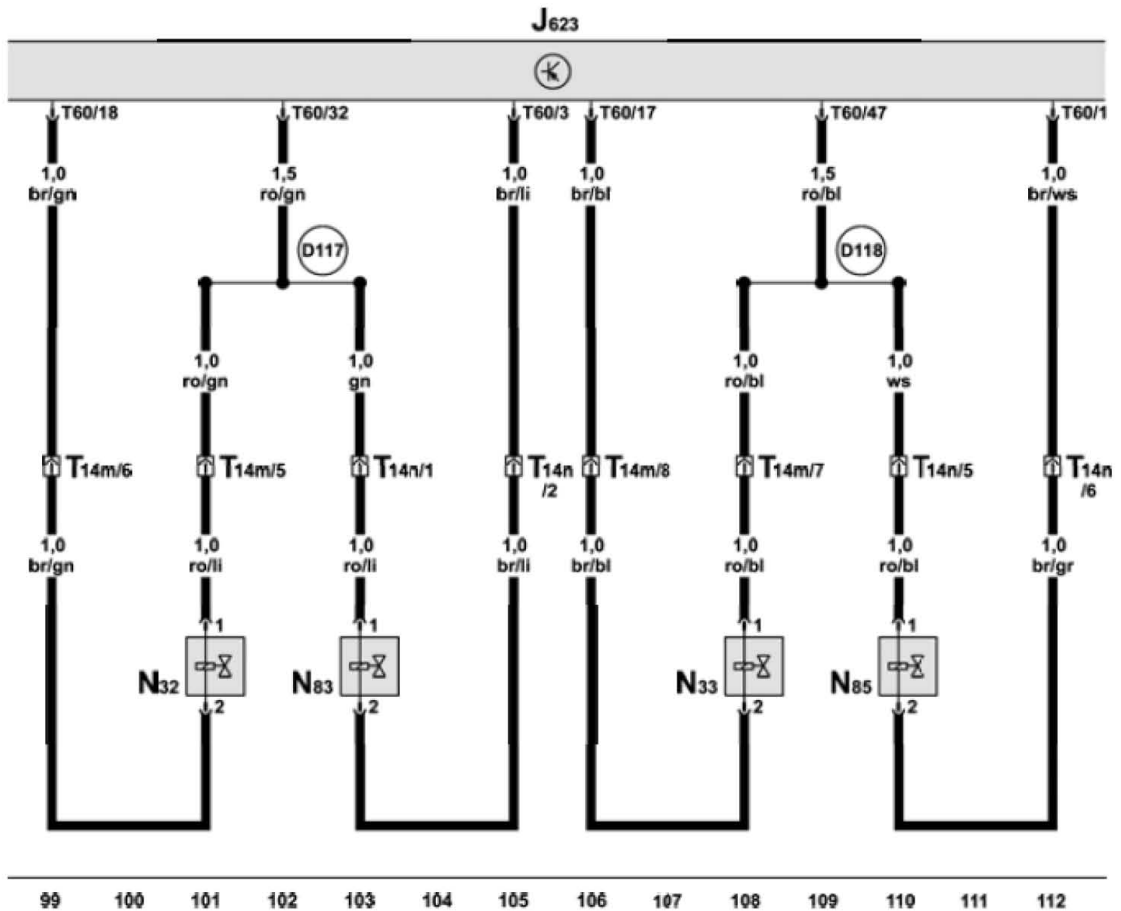 J623
T60/18 T60/32 T60/3 T60/17 T60/47 T60/1
1,0 1,5 1,0 1,0 1,5 1,0
br/gn ro/gn br/li br/bl ro/bl br/ws
D117 D118
1,0 1,0 1,0 1,0
ro/gn gn ro/bl ws
T14m/6 T14m/5 T14n/1 T14n T14m/8 T14m/7 T14n/5 T14n
/2 /6
1,0 1,0 1,0 1,0 1,0 1,0 1,0 1,0
br/gn ro/li ro/li br/li br/bl ro/bl ro/bl br/gr
1 1 1 1
N32 N83 N33 N85
2 2 2 2
99 100 101 102 103 104 105 106 107 108 109 110 111 112